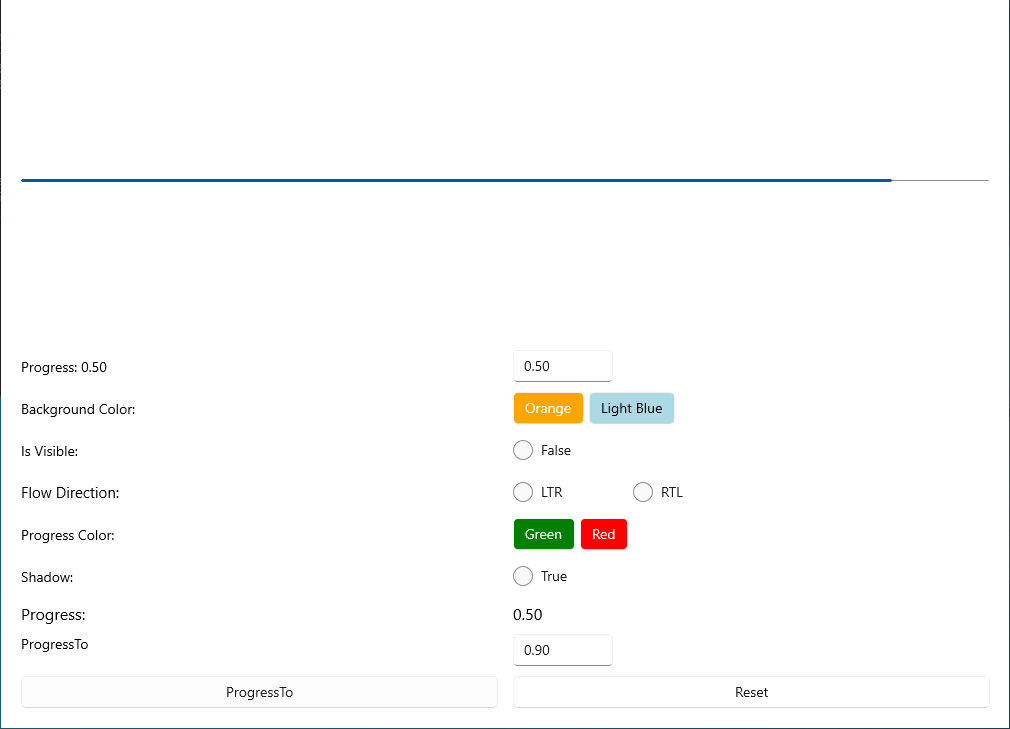 Progress: 0.50 0.50
Background Color: Orange Light Blue
Is Visible: False
Flow Direction: LTR RTL
Progress Color: Green Red
Shadow: True
Progress: 0.50
ProgressTo 0.90
ProgressTo Reset